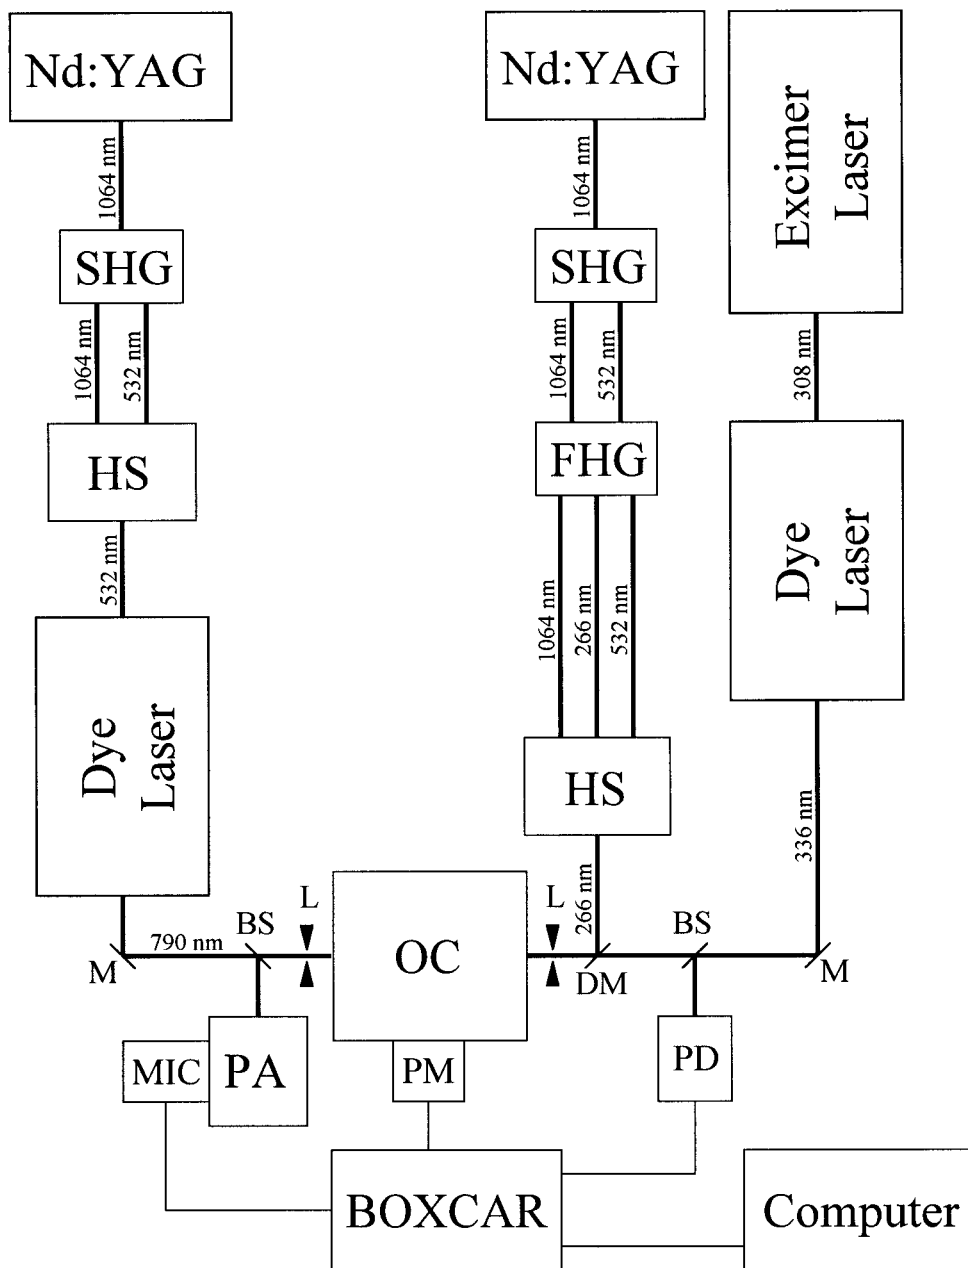 Nd:YAG
Nd:YAG
Excimer
Laser
1064 nm
1064 nm
SHG
SHG
1064 nm
532 nm
1064 nm
532 nm
308 nm
HS
FHG
Dye
Laser
532 nm
1064 nm
266 nm
532 nm
Dye
Laser
HS
336 nm
266 nm
L
L
BS
BS
790 nm
OC
M
DM
M
MIC
PA
PM
PD
BOXCAR
Computer